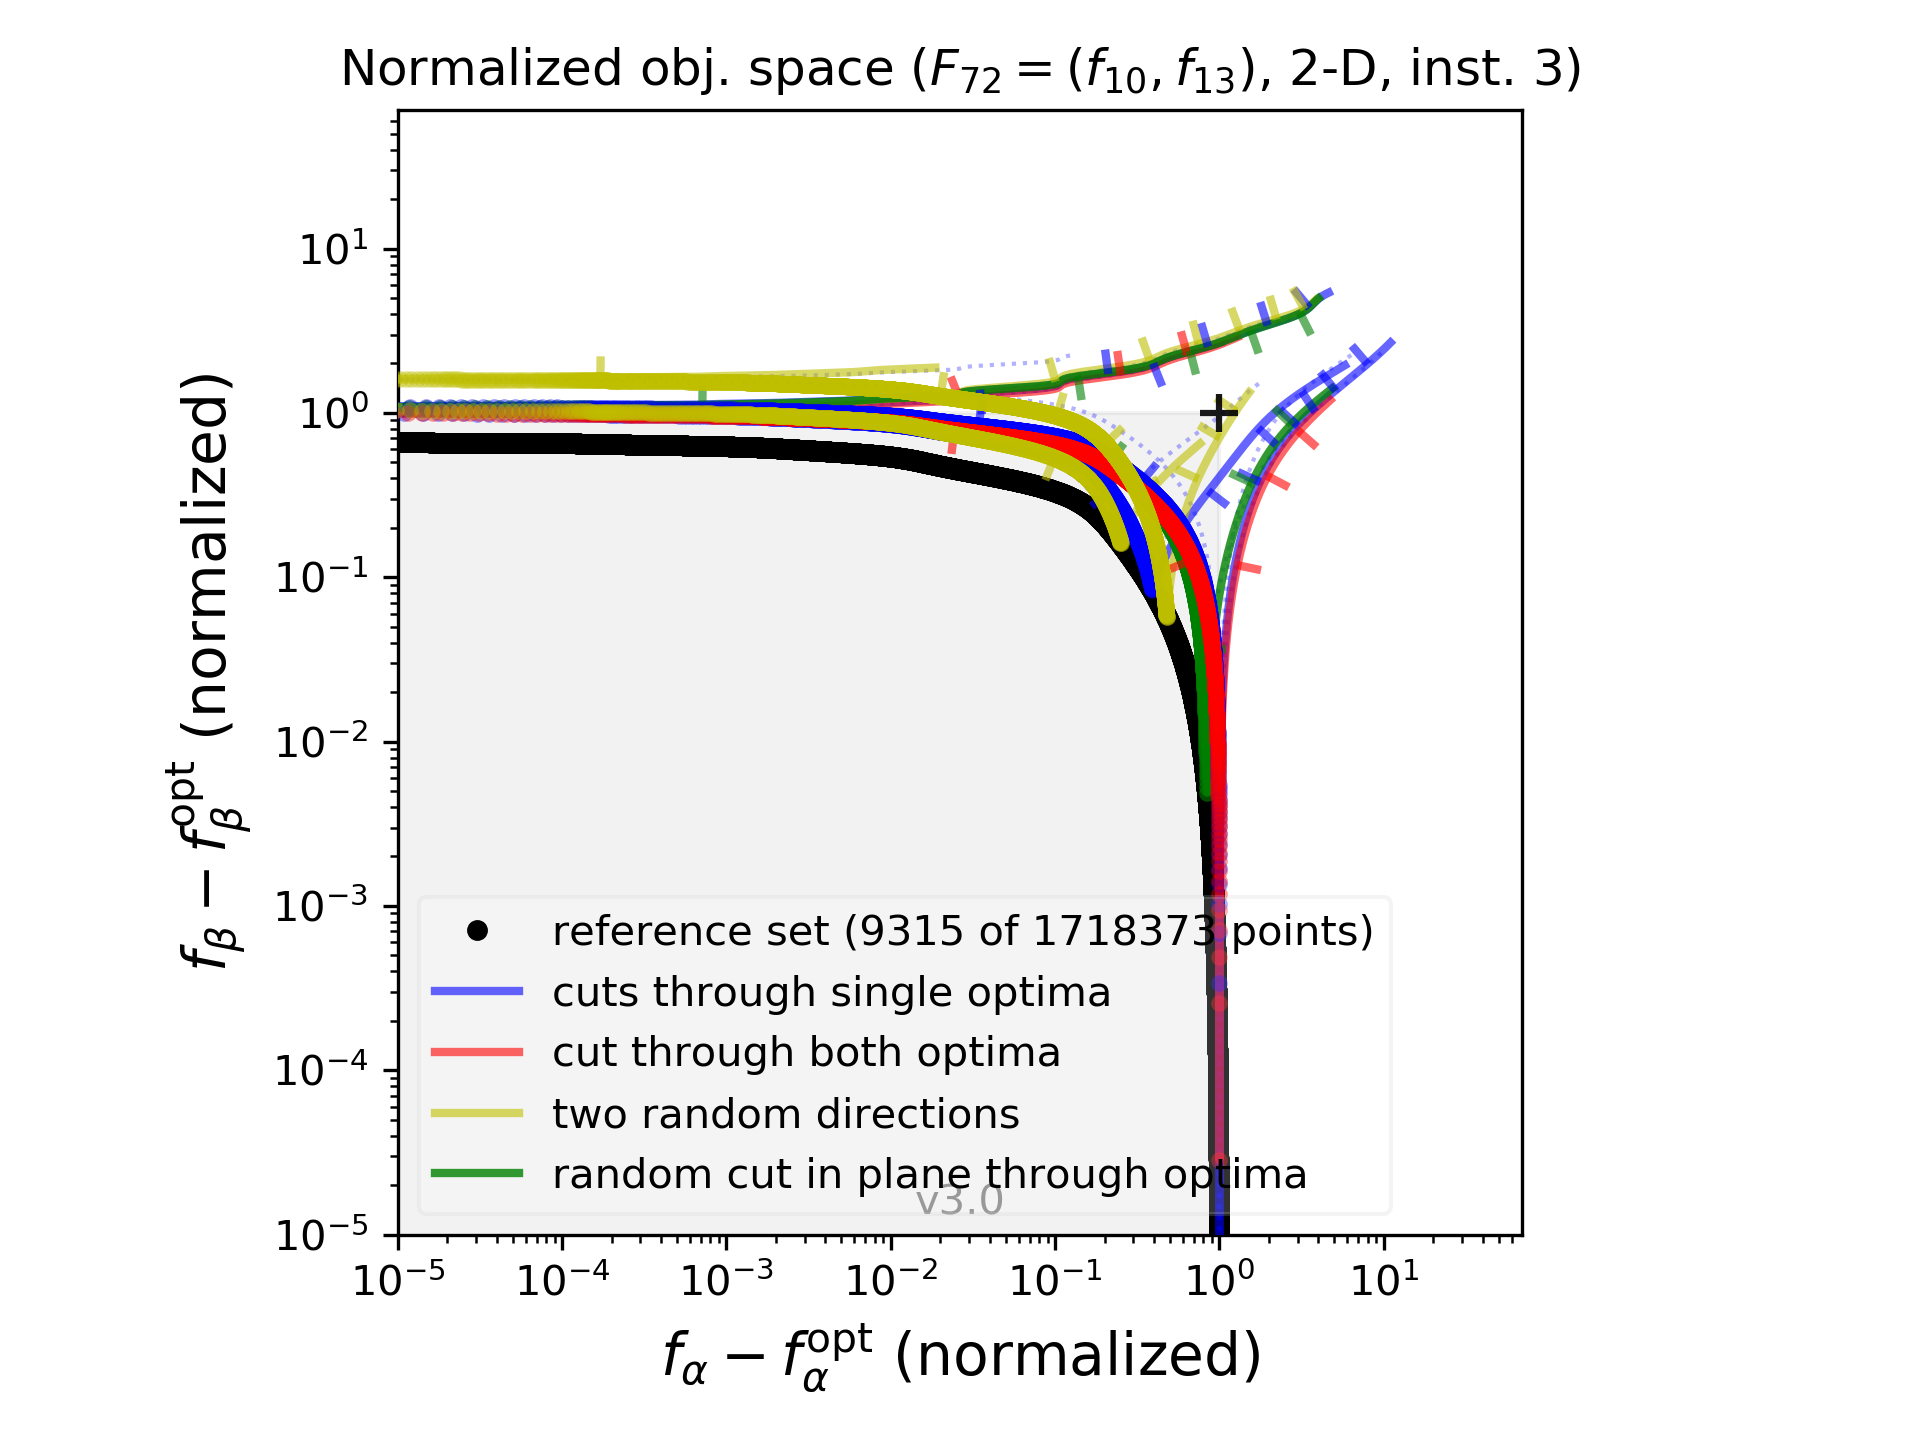 Normalized obj. space (F₇₂ = (f₁₀, f₁₃), 2-D, inst. 3)
f_β − f_β^opt (normalized)
10¹
10⁰
10⁻¹
10⁻²
10⁻³
10⁻⁴
10⁻⁵
reference set (9315 of 1718373 points)
cuts through single optima
cut through both optima
two random directions
random cut in plane through optima
v3.0
10⁻⁵ 10⁻⁴ 10⁻³ 10⁻² 10⁻¹ 10⁰ 10¹
f_α − f_α^opt (normalized)